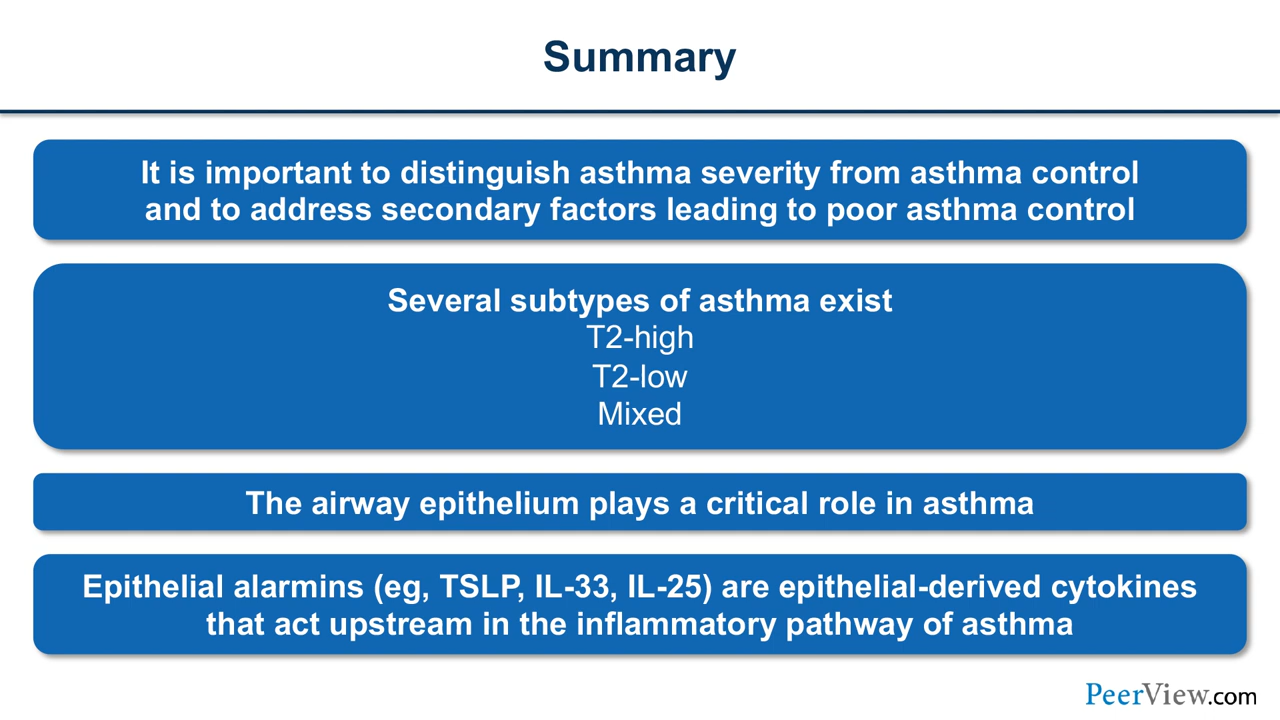 Summary
It is important to distinguish asthma severity from asthma control
and to address secondary factors leading to poor asthma control
Several subtypes of asthma exist
T2-high
T2-low
Mixed
The airway epithelium plays a critical role in asthma
Epithelial alarmins (eg, TSLP, IL-33, IL-25) are epithelial-derived cytokines
that act upstream in the inflammatory pathway of asthma
PeerView.com